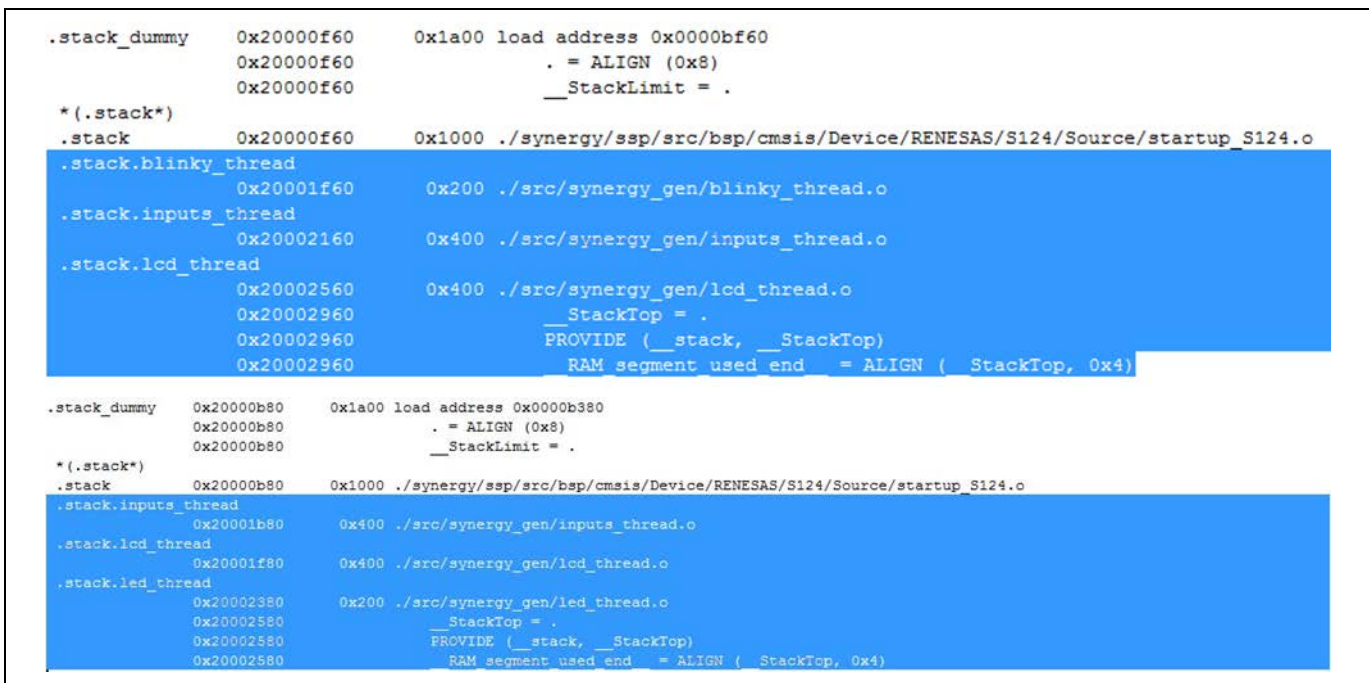 .stack_dummy 0x20000f60 0x1a00 load address 0x0000bf60
0x20000f60 . = ALIGN (0x8)
0x20000f60 __StackLimit = .
*(.stack*)
.stack 0x20000f60 0x1000 ./synergy/ssp/src/bsp/cmsis/Device/RENESAS/S124/Source/startup_S124.o
.stack.blinky_thread
0x20001f60 0x200 ./src/synergy_gen/blinky_thread.o
.stack.inputs_thread
0x20002160 0x400 ./src/synergy_gen/inputs_thread.o
.stack.lcd_thread
0x20002560 0x400 ./src/synergy_gen/lcd_thread.o
0x20002960 __StackTop = .
0x20002960 PROVIDE (__stack, __StackTop)
0x20002960 __RAM_segment_used_end__ = ALIGN (__StackTop, 0x4)
.stack_dummy 0x20000b80 0x1a00 load address 0x0000b380
0x20000b80 . = ALIGN (0x8)
0x20000b80 __StackLimit = .
*(.stack*)
.stack 0x20000b80 0x1000 ./synergy/ssp/src/bsp/cmsis/Device/RENESAS/S124/Source/startup_S124.o
.stack.inputs_thread
0x20001b80 0x400 ./src/synergy_gen/inputs_thread.o
.stack.lcd_thread
0x20001f80 0x400 ./src/synergy_gen/lcd_thread.o
.stack.led_thread
0x20002380 0x200 ./src/synergy_gen/led_thread.o
0x20002580 __StackTop = .
0x20002580 PROVIDE (__stack, __StackTop)
0x20002580 __RAM_segment_used_end__ = ALIGN (__StackTop, 0x4)